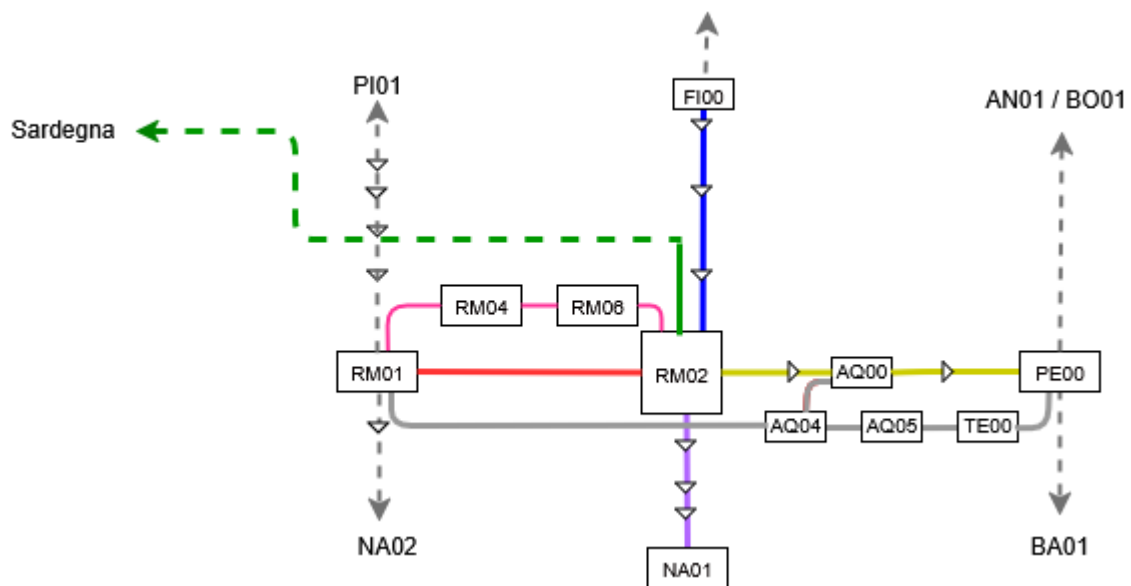 PI01
FI00
AN01 / BO01
Sardegna
RM04
RM06
RM01
RM02
AQ00
PE00
AQ04
AQ05
TE00
NA02
NA01
BA01